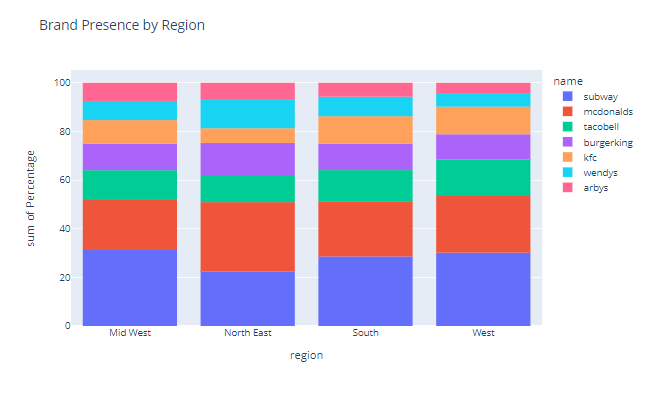 Brand Presence by Region
sum of Percentage
100
80
60
40
20
0
Mid West
North East
South
West
region
name
subway
mcdonalds
tacobell
burgerking
kfc
wendys
arbys